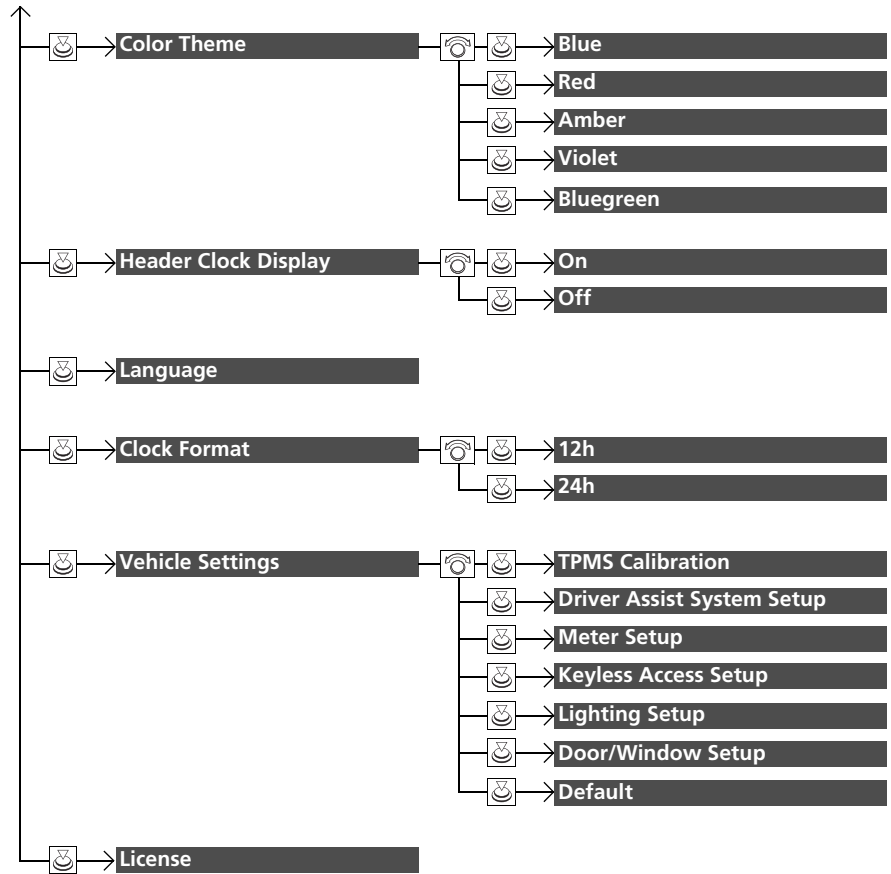 Color Theme
Blue
Red
Amber
Violet
Bluegreen
Header Clock Display
On
Off
Language
Clock Format
12h
24h
Vehicle Settings
TPMS Calibration
Driver Assist System Setup
Meter Setup
Keyless Access Setup
Lighting Setup
Door/Window Setup
Default
License